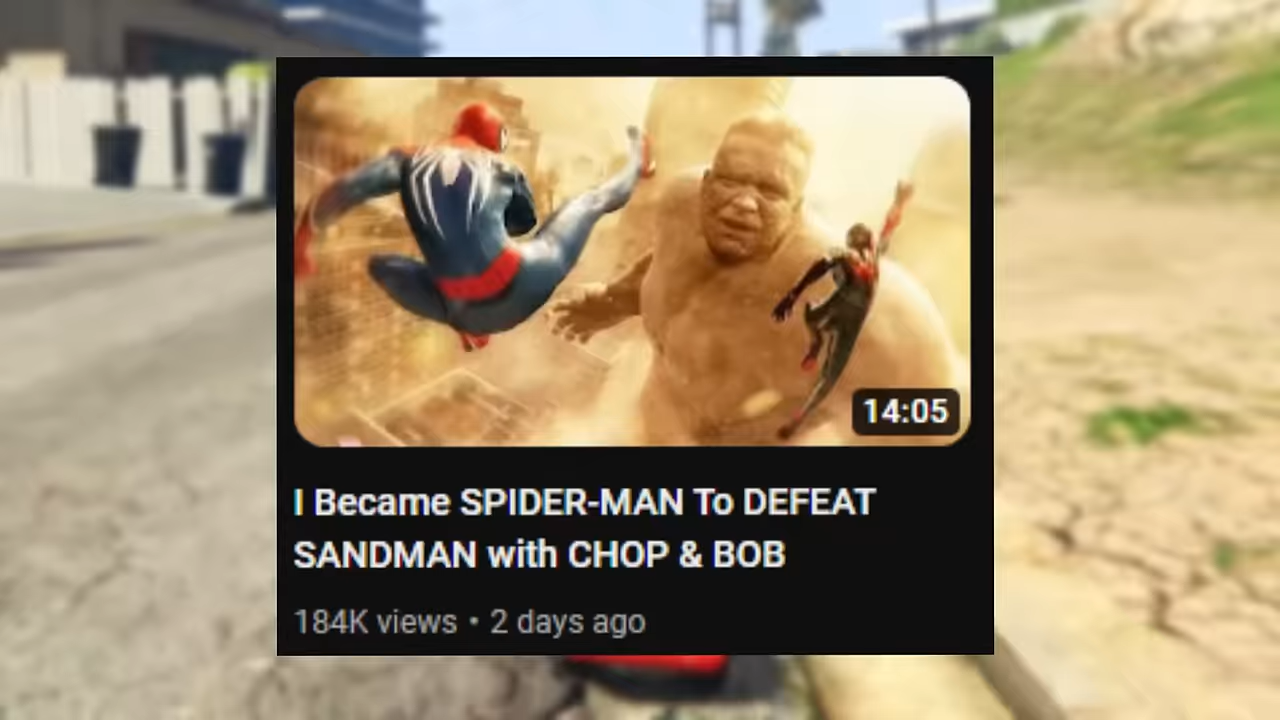 14:05
I Became SPIDER-MAN To DEFEAT
SANDMAN with CHOP & BOB
184K views • 2 days ago